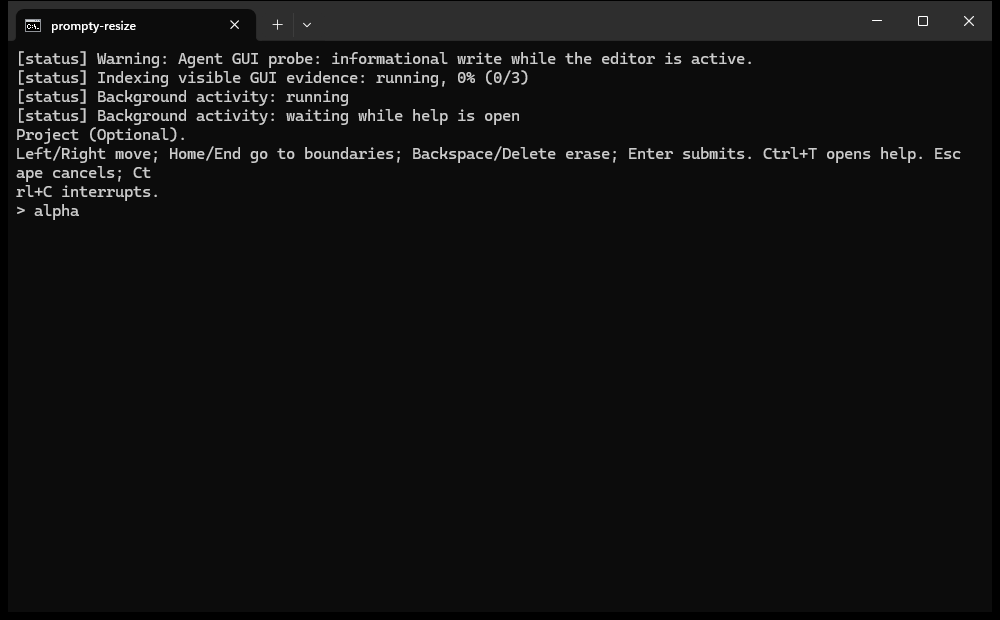 prompty-resize
[status] Warning: Agent GUI probe: informational write while the editor is active.
[status] Indexing visible GUI evidence: running, 0% (0/3)
[status] Background activity: running
[status] Background activity: waiting while help is open
Project (Optional).
Left/Right move; Home/End go to boundaries; Backspace/Delete erase; Enter submits. Ctrl+T opens help. Esc
ape cancels; Ct
rl+C interrupts.
> alpha